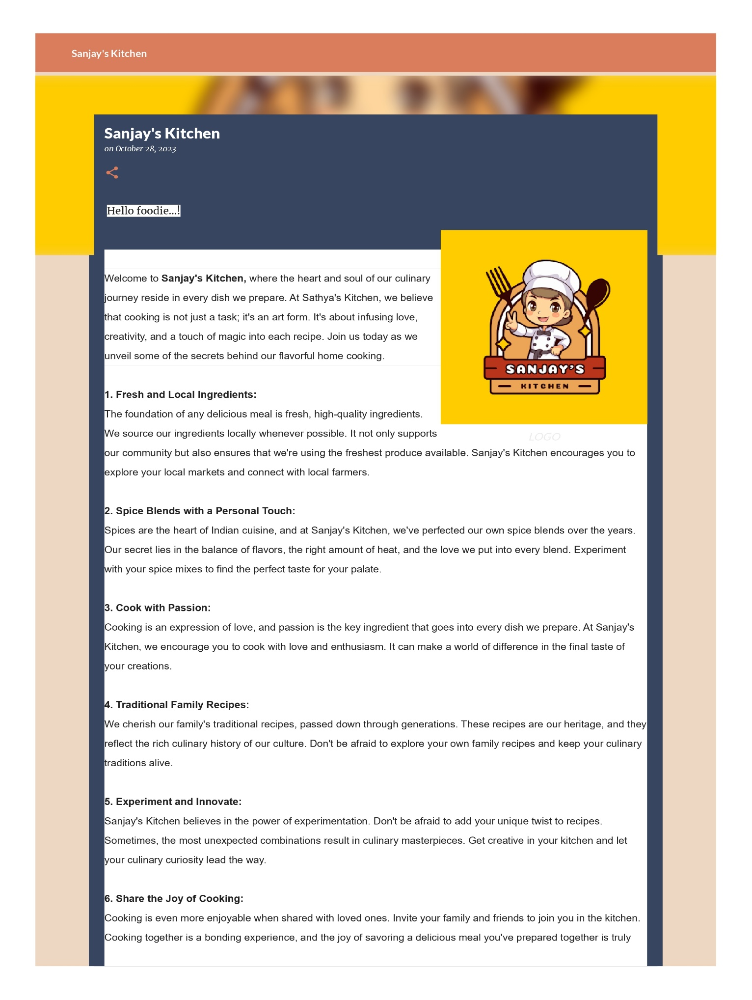 Sanjay's Kitchen
Sanjay's Kitchen
on October 28, 2023
Hello foodie...!
Welcome to Sanjay's Kitchen, where the heart and soul of our culinary
journey reside in every dish we prepare. At Sathya's Kitchen, we believe
that cooking is not just a task; it's an art form. It's about infusing love,
creativity, and a touch of magic into each recipe. Join us today as we
unveil some of the secrets behind our flavorful home cooking.
SANJAY'S
KITCHEN
LOGO
1. Fresh and Local Ingredients:
The foundation of any delicious meal is fresh, high-quality ingredients.
We source our ingredients locally whenever possible. It not only supports
our community but also ensures that we're using the freshest produce available. Sanjay's Kitchen encourages you to
explore your local markets and connect with local farmers.
2. Spice Blends with a Personal Touch:
Spices are the heart of Indian cuisine, and at Sanjay's Kitchen, we've perfected our own spice blends over the years.
Our secret lies in the balance of flavors, the right amount of heat, and the love we put into every blend. Experiment
with your spice mixes to find the perfect taste for your palate.
3. Cook with Passion:
Cooking is an expression of love, and passion is the key ingredient that goes into every dish we prepare. At Sanjay's
Kitchen, we encourage you to cook with love and enthusiasm. It can make a world of difference in the final taste of
your creations.
4. Traditional Family Recipes:
We cherish our family's traditional recipes, passed down through generations. These recipes are our heritage, and they
reflect the rich culinary history of our culture. Don't be afraid to explore your own family recipes and keep your culinary
traditions alive.
5. Experiment and Innovate:
Sanjay's Kitchen believes in the power of experimentation. Don't be afraid to add your unique twist to recipes.
Sometimes, the most unexpected combinations result in culinary masterpieces. Get creative in your kitchen and let
your culinary curiosity lead the way.
6. Share the Joy of Cooking:
Cooking is even more enjoyable when shared with loved ones. Invite your family and friends to join you in the kitchen.
Cooking together is a bonding experience, and the joy of savoring a delicious meal you've prepared together is truly